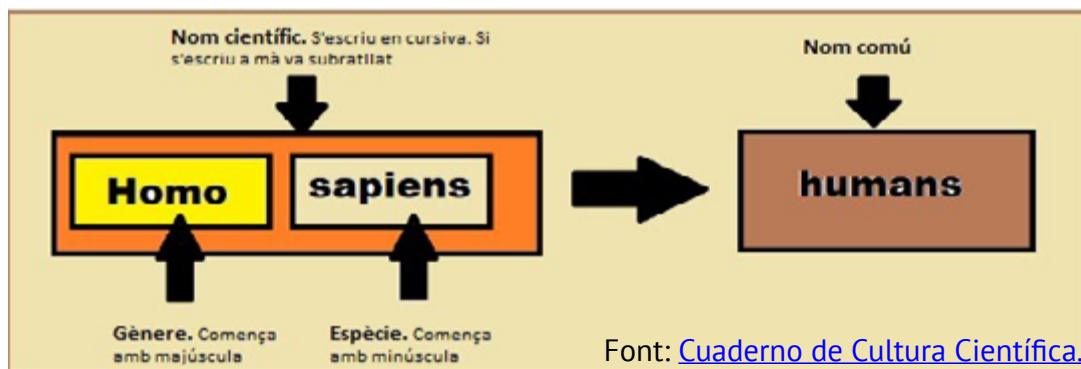 Nom científic. S'escriu en cursiva. Si
s'escriu a mà va subratllat
Nom comú
Homo
sapiens
humans
Gènere. Comença
amb majúscula
Espècie. Comença
amb minúscula
Font: Cuaderno de Cultura Científica.